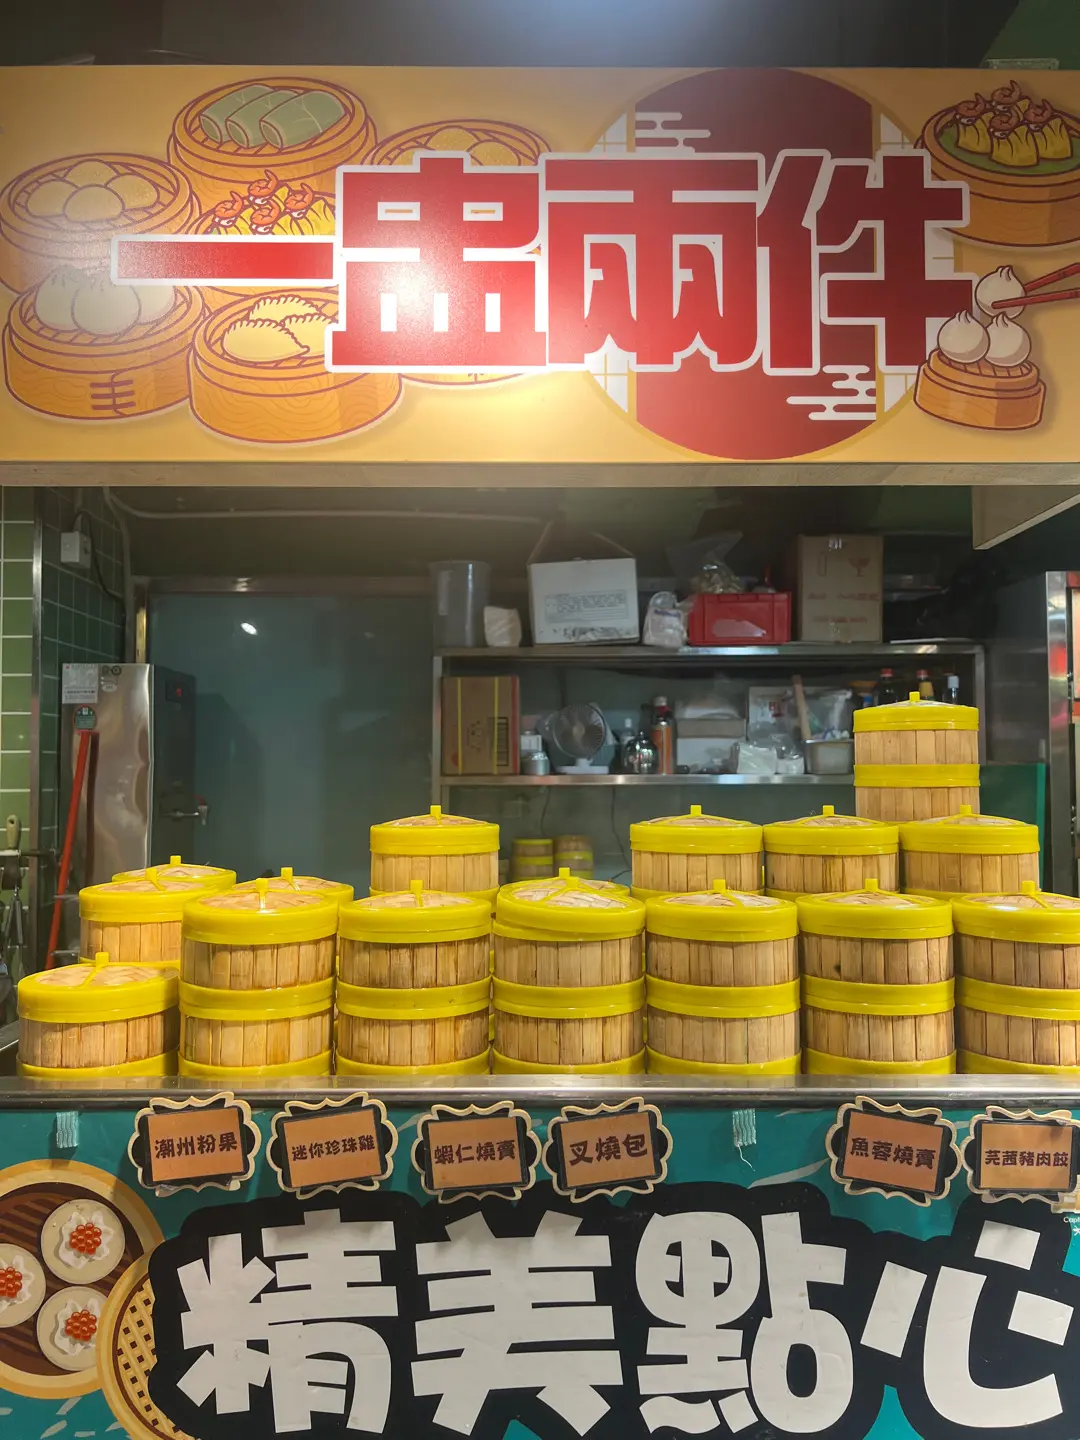 一盅兩件
潮州粉果
迷你珍珠雞
蝦仁燒賣
叉燒包
魚蓉燒賣
芫茜豬肉餃
精美點心